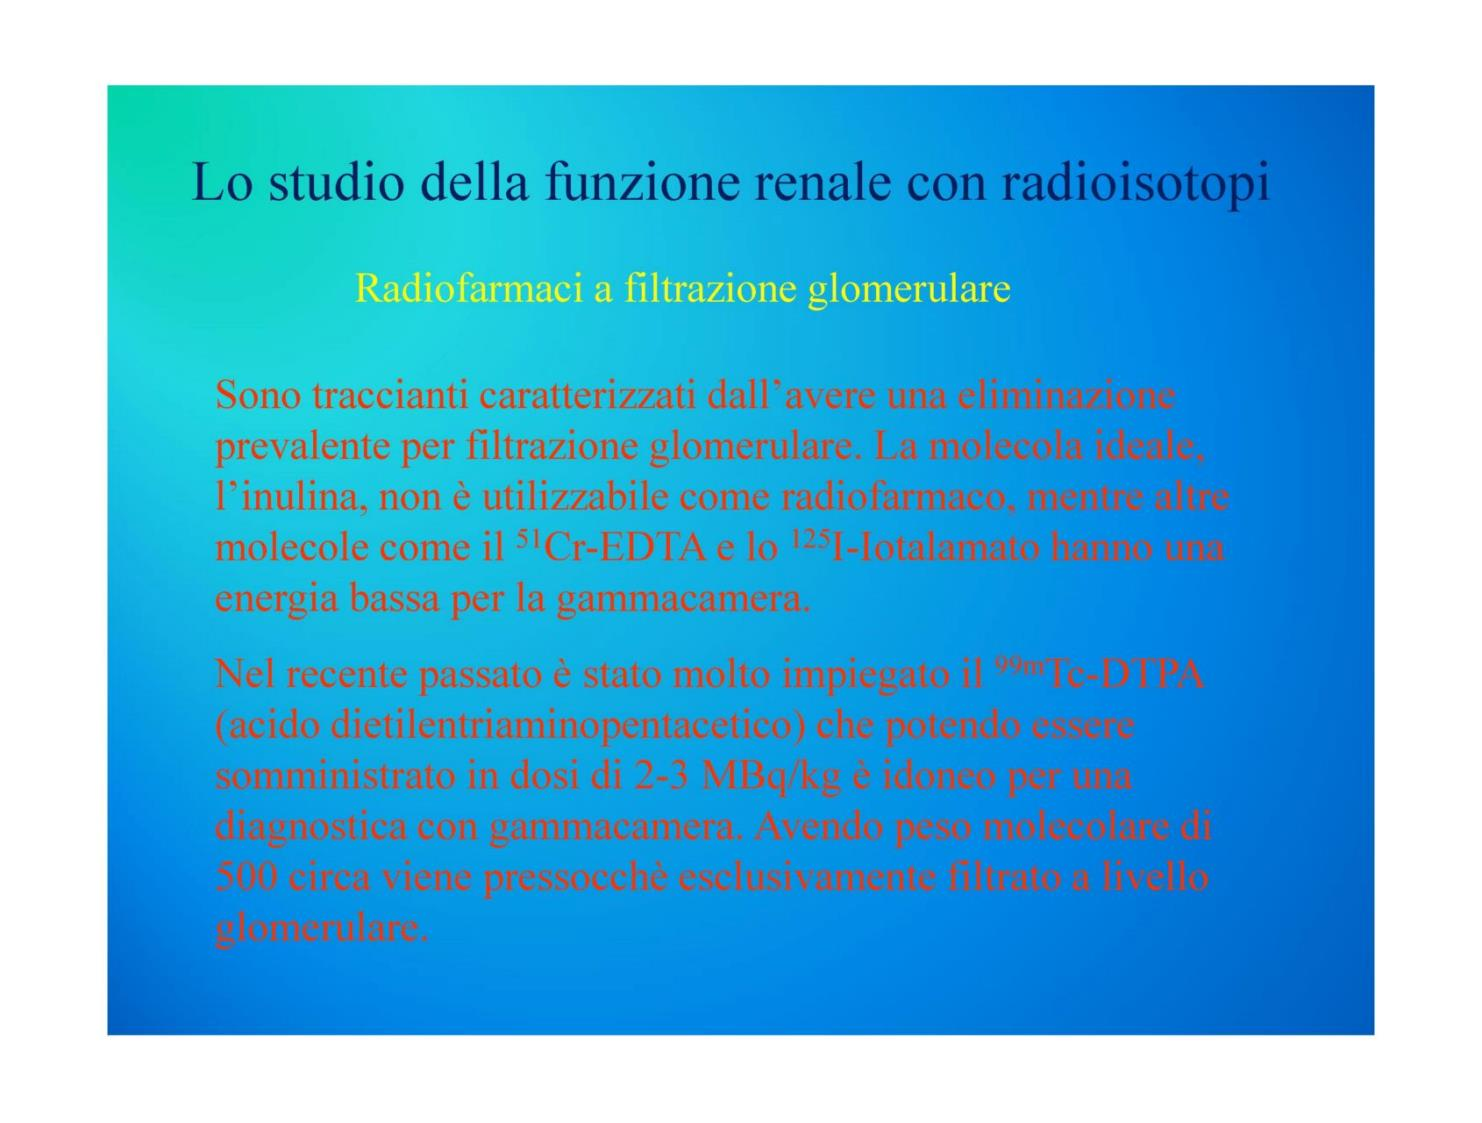 Lo studio della funzione renale con radioisotopi
Radiofarmaci a filtrazione glomerulare
Sono traccianti caratterizzati dall’avere una eliminazione
prevalente per filtrazione glomerulare. La molecola ideale,
l’inulina, non è utilizzabile come radiofarmaco, mentre altre
molecole come il ⁵¹Cr-EDTA e lo ¹²⁵I-Iotalamato hanno una
energia bassa per la gammacamera.
Nel recente passato è stato molto impiegato il ⁹⁹ᵐTc-DTPA
(acido dietilentriaminopentacetico) che potendo essere
somministrato in dosi di 2-3 MBq/kg è idoneo per una
diagnostica con gammacamera. Avendo peso molecolare di
500 circa viene pressocchè esclusivamente filtrato a livello
glomerulare.